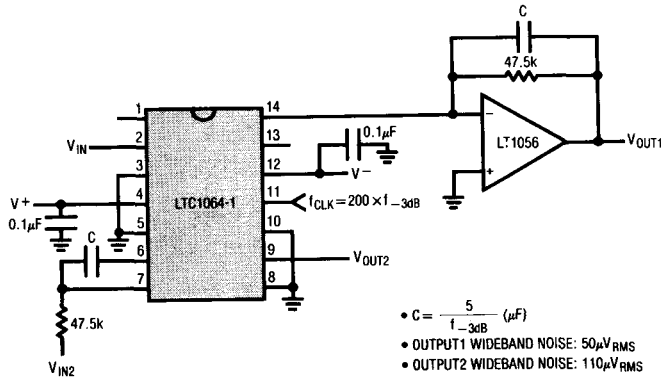 C
47.5k
1
14
0.1μF
V_IN
2
13
LT1056
V_OUT1
−
+
3
12
V−
V+
4
LTC1064-1
11
f_CLK = 200 × f_−3dB
0.1μF
5
10
C
6
9
V_OUT2
7
8
47.5k
V_IN2
• C = 5 / f_−3dB (μF)
• OUTPUT1 WIDEBAND NOISE: 50μV_RMS
• OUTPUT2 WIDEBAND NOISE: 110μV_RMS